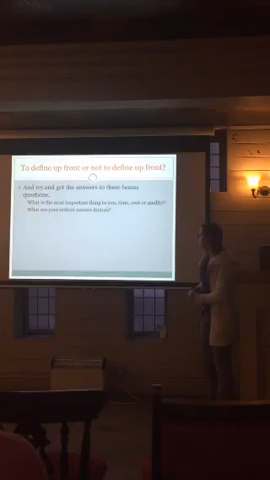 To define up front or not to define up front?
And try and get the answers to these bonus
questions.
What is the most important thing to you, time, cost or quality?
What are your critical success factors?